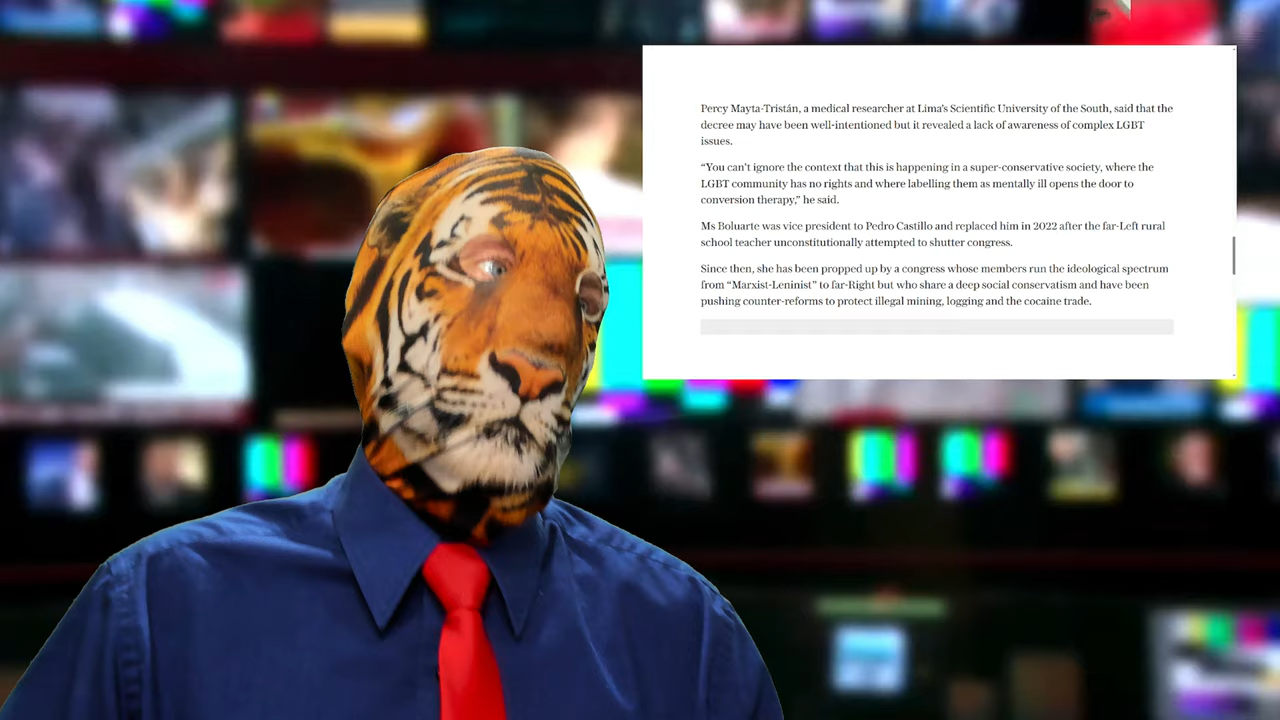 Percy Mayta-Tristán, a medical researcher at Lima's Scientific University of the South, said that the
decree may have been well-intentioned but it revealed a lack of awareness of complex LGBT
issues.
“You can't ignore the context that this is happening in a super-conservative society, where the
LGBT community has no rights and where labelling them as mentally ill opens the door to
conversion therapy,” he said.
Ms Boluarte was vice president to Pedro Castillo and replaced him in 2022 after the far-Left rural
school teacher unconstitutionally attempted to shutter congress.
Since then, she has been propped up by a congress whose members run the ideological spectrum
from “Marxist-Leninist” to far-Right but who share a deep social conservatism and have been
pushing counter-reforms to protect illegal mining, logging and the cocaine trade.